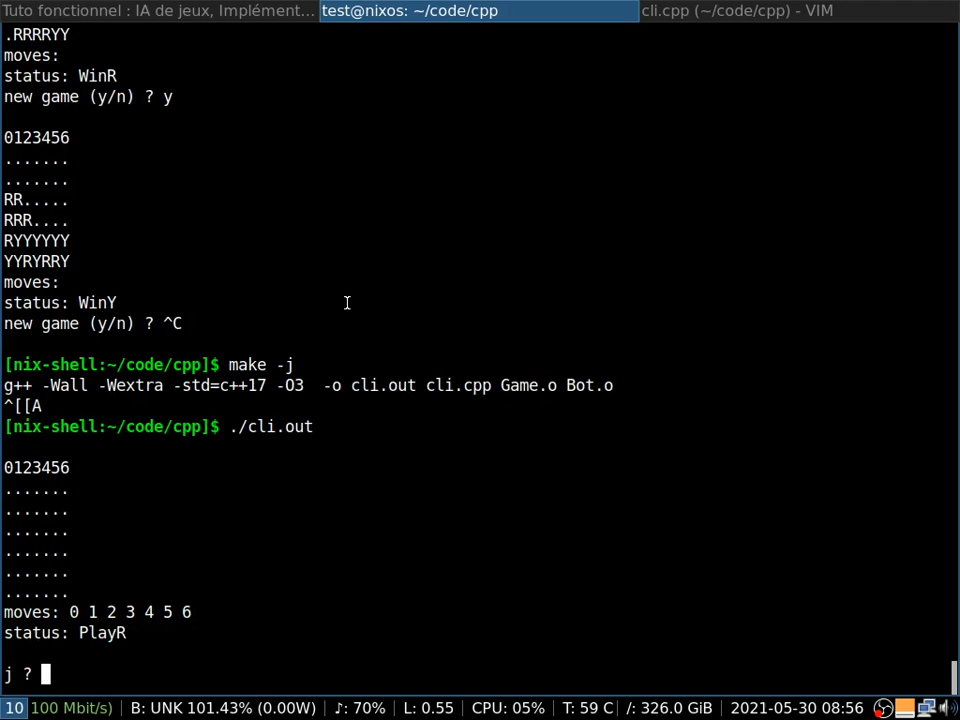 Tuto fonctionnel : IA de jeux, Implément... test@nixos: ~/code/cpp cli.cpp (~/code/cpp) - VIM
.RRRRYY
moves:
status: WinR
new game (y/n) ? y
0123456
.......
.......
RR.....
RRR....
RYYYYYY
YYRYRRY
moves:
status: WinY
new game (y/n) ? ^C
[nix-shell:~/code/cpp]$ make -j
g++ -Wall -Wextra -std=c++17 -O3  -o cli.out cli.cpp Game.o Bot.o
^[[A
[nix-shell:~/code/cpp]$ ./cli.out
0123456
.......
.......
.......
.......
.......
.......
moves: 0 1 2 3 4 5 6
status: PlayR
j ?
10 100 Mbit/s) | B: UNK 101.43% (0.00W) | ♪: 70% | L: 0.55 | CPU: 05% | T: 59 C | /: 326.0 GiB | 2021-05-30 08:56